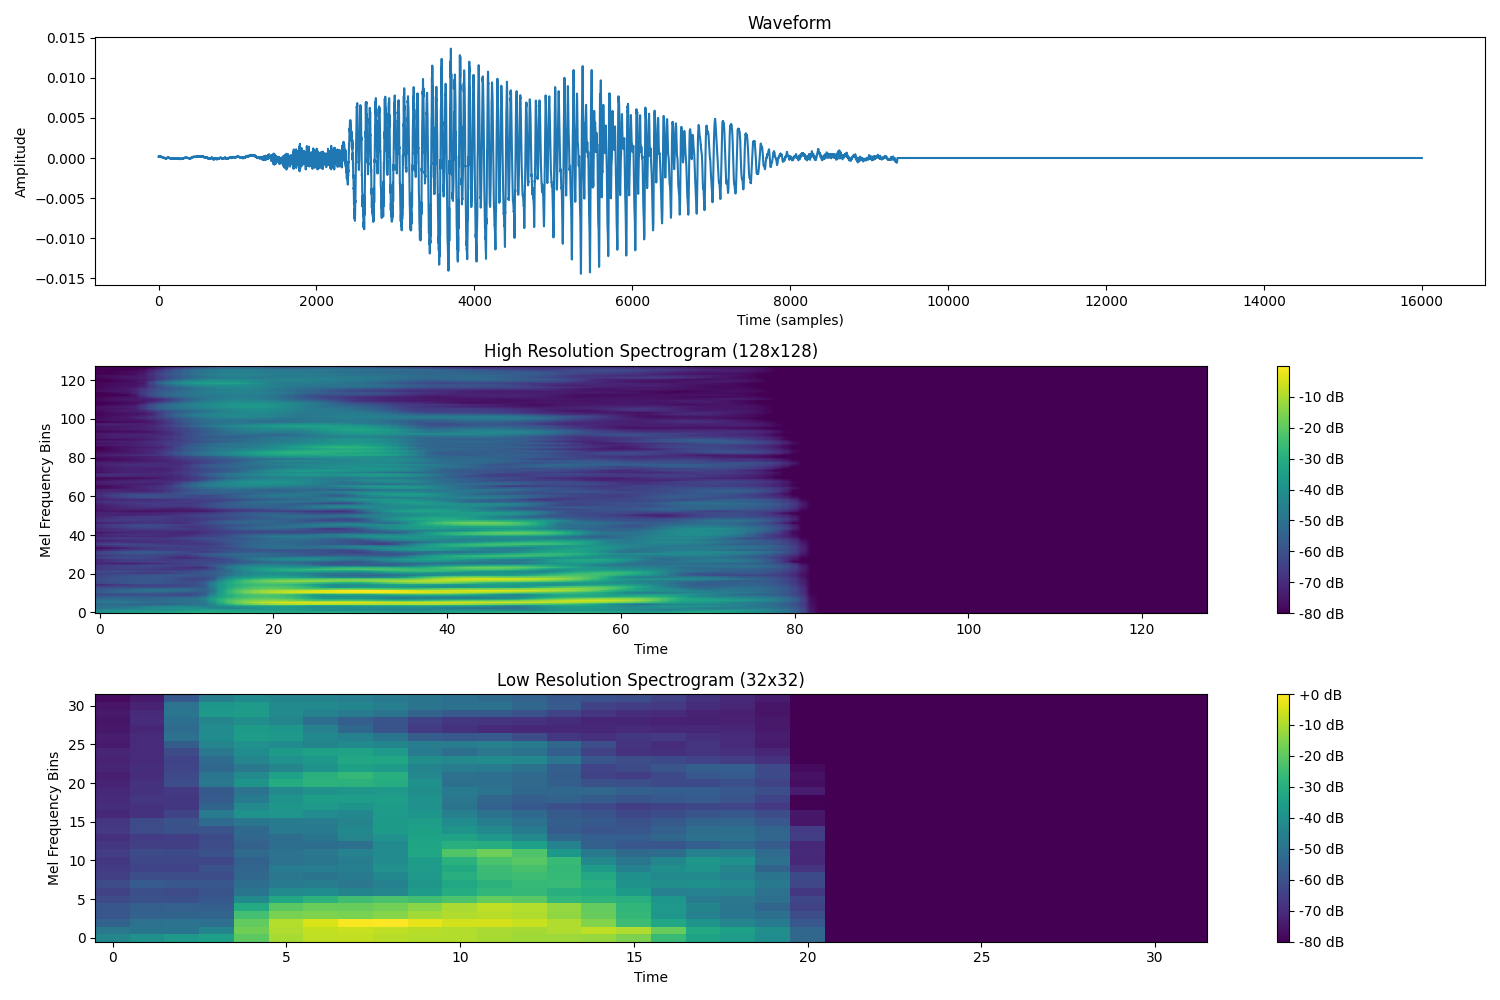 Waveform
0.015
0.010
0.005
0.000
−0.005
−0.010
−0.015
Amplitude
0 2000 4000 6000 8000 10000 12000 14000 16000
Time (samples)
High Resolution Spectrogram (128x128)
120
100
80
60
40
20
0
Mel Frequency Bins
0 20 40 60 80 100 120
Time
-10 dB
-20 dB
-30 dB
-40 dB
-50 dB
-60 dB
-70 dB
-80 dB
Low Resolution Spectrogram (32x32)
30
25
20
15
10
5
0
Mel Frequency Bins
0 5 10 15 20 25 30
Time
+0 dB
-10 dB
-20 dB
-30 dB
-40 dB
-50 dB
-60 dB
-70 dB
-80 dB